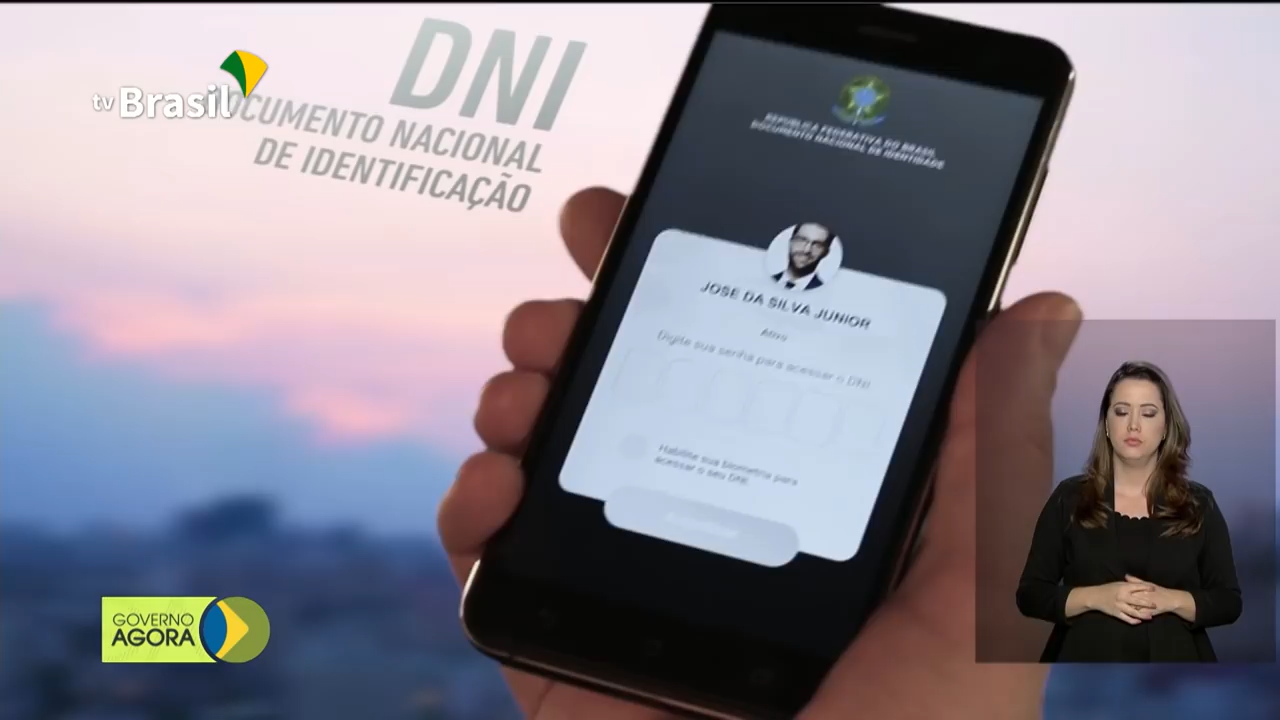 DNI
DOCUMENTO NACIONAL
DE IDENTIFICAÇÃO
tv Brasil
REPÚBLICA FEDERATIVA DO BRASIL
DOCUMENTO NACIONAL DE IDENTIDADE
JOSE DA SILVA JUNIOR
Ativo
Digite sua senha para acessar o DNI
Habilite sua biometria para
acessar o seu DNI
GOVERNO
AGORA